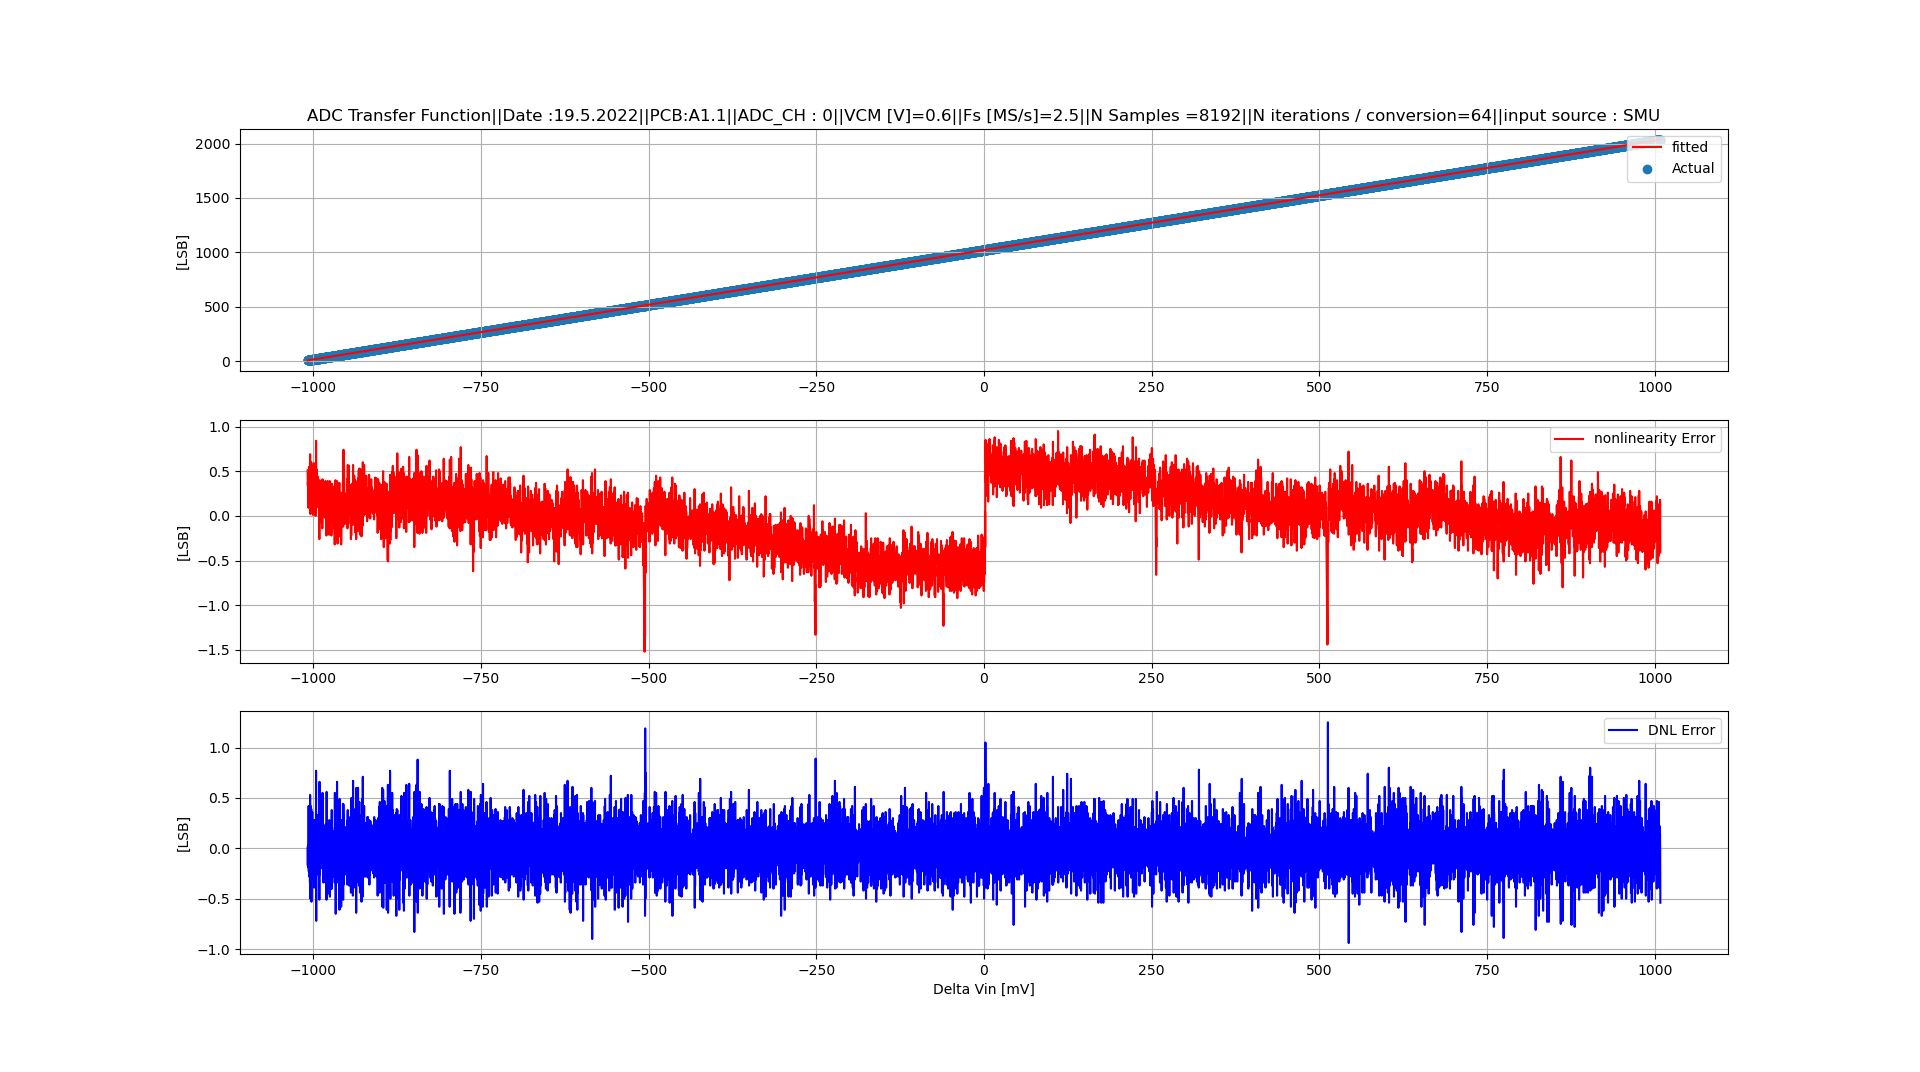 ADC Transfer Function||Date :19.5.2022||PCB:A1.1||ADC_CH : 0||VCM [V]=0.6||Fs [MS/s]=2.5||N Samples =8192||N iterations / conversion=64||input source : SMU
2000
1500
1000
500
0
[LSB]
fitted
Actual
−1000 −750 −500 −250 0 250 500 750 1000
1.0
0.5
0.0
−0.5
−1.0
−1.5
[LSB]
nonlinearity Error
−1000 −750 −500 −250 0 250 500 750 1000
1.0
0.5
0.0
−0.5
−1.0
[LSB]
DNL Error
−1000 −750 −500 −250 0 250 500 750 1000
Delta Vin [mV]